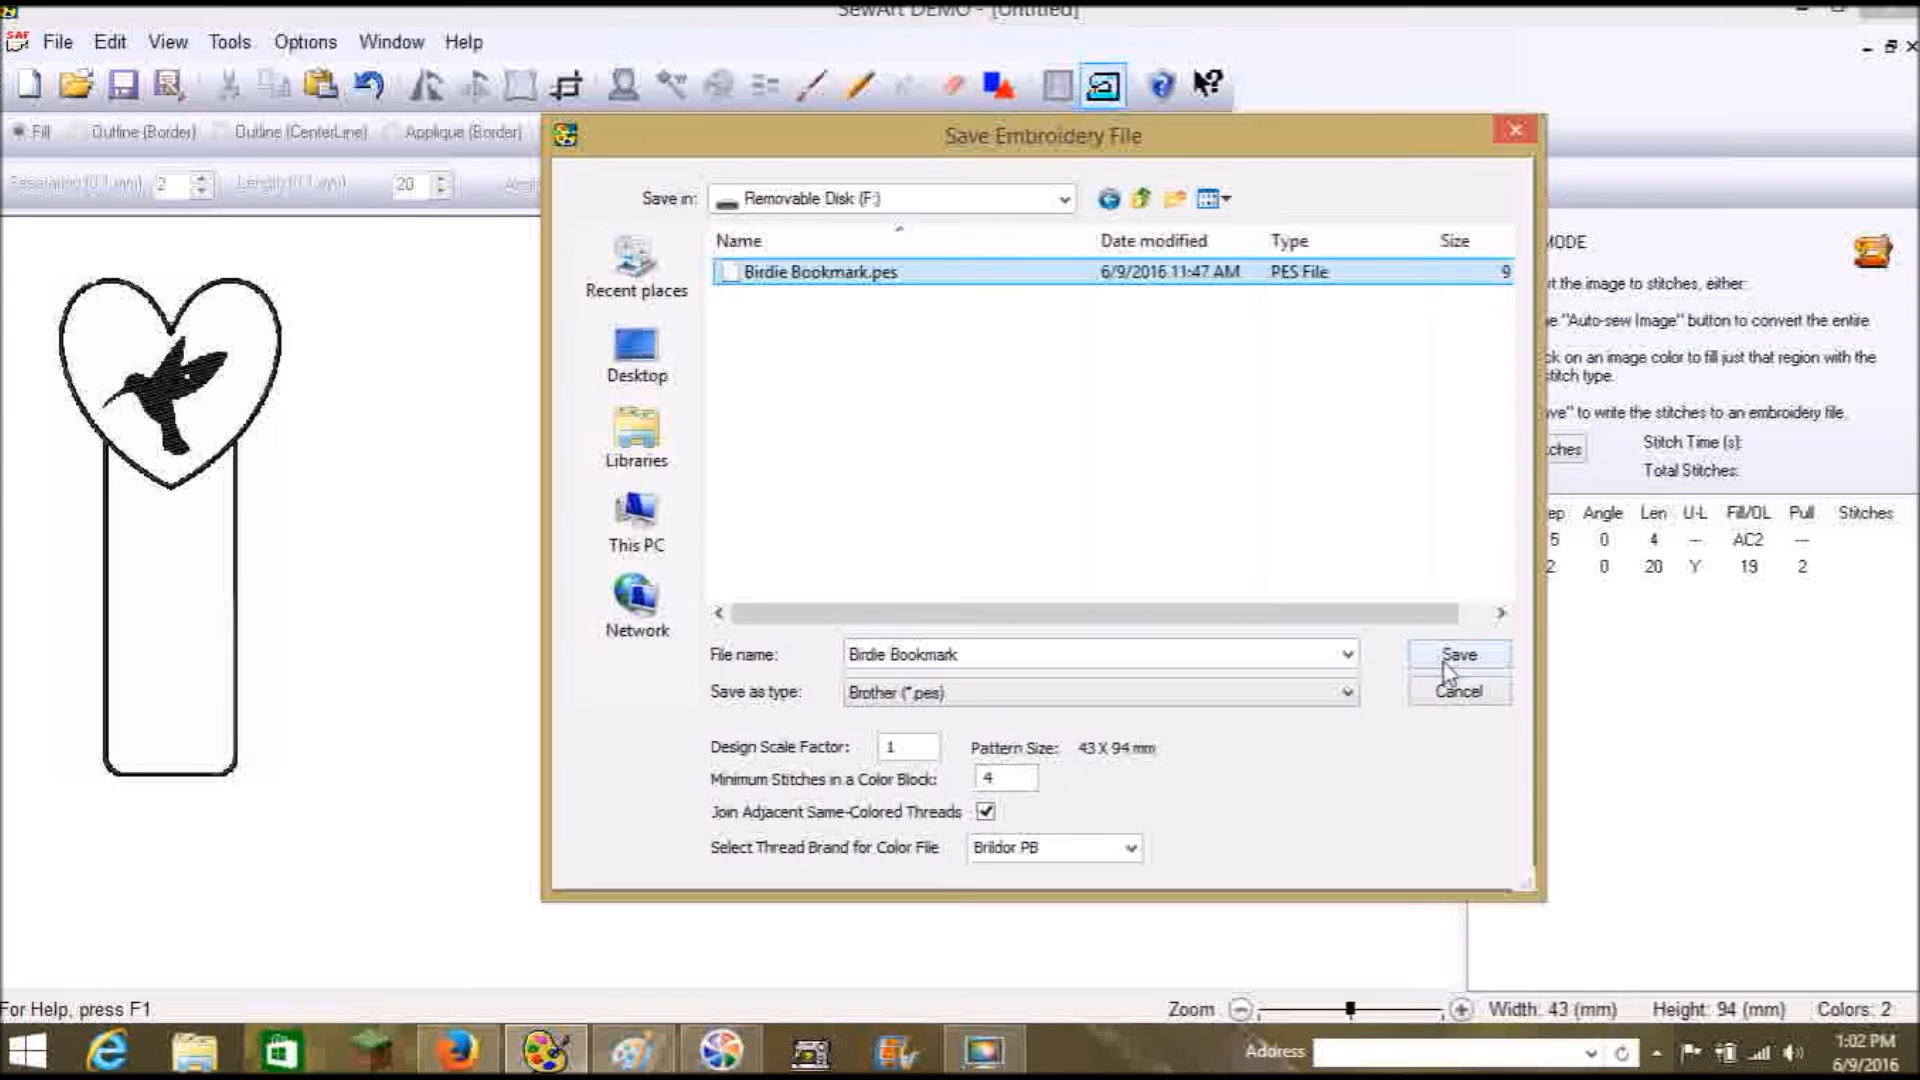 SewArt DEMO - [Untitled]
SAF File Edit View Tools Options Window Help
Fill Outline (Border) Outline (CenterLine) Applique (Border)
2 Length (0.1 mm) 20
Save Embroidery File
Save in: Removable Disk (F:)
Name Date modified Type Size
Birdie Bookmark.pes 6/9/2016 11:47 AM PES File 9
Recent places
Desktop
Libraries
This PC
Network
File name: Birdie Bookmark Save
Save as type: Brother (*.pes) Cancel
Design Scale Factor: 1 Pattern Size: 43 X 94 mm
Minimum Stitches in a Color Block: 4
Join Adjacent Same-Colored Threads
Select Thread Brand for Color File Brildor PB
MODE
rt the image to stitches, either:
e "Auto-sew Image" button to convert the entire
ck on an image color to fill just that region with the
stitch type.
ve" to write the stitches to an embroidery file.
ches Stitch Time (s):
Total Stitches:
ep Angle Len U-L Fill/OL Pull Stitches
5 0 4 -- AC2 ---
2 0 20 Y 19 2
For Help, press F1 Zoom Width: 43 (mm) Height: 94 (mm) Colors: 2
Address 1:02 PM
6/9/2016